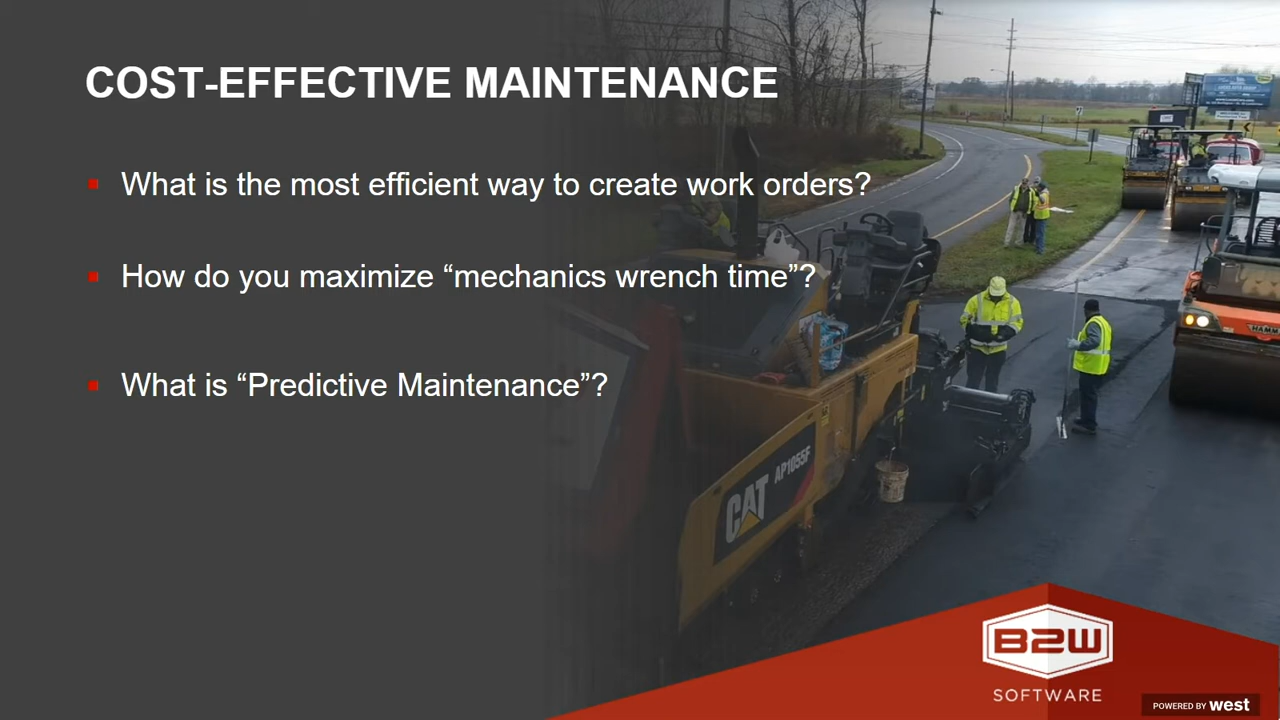 COST-EFFECTIVE MAINTENANCE
What is the most efficient way to create work orders?
How do you maximize “mechanics wrench time”?
What is “Predictive Maintenance”?
CAT AP1055F
HAMM
B2W
SOFTWARE
POWERED BY west